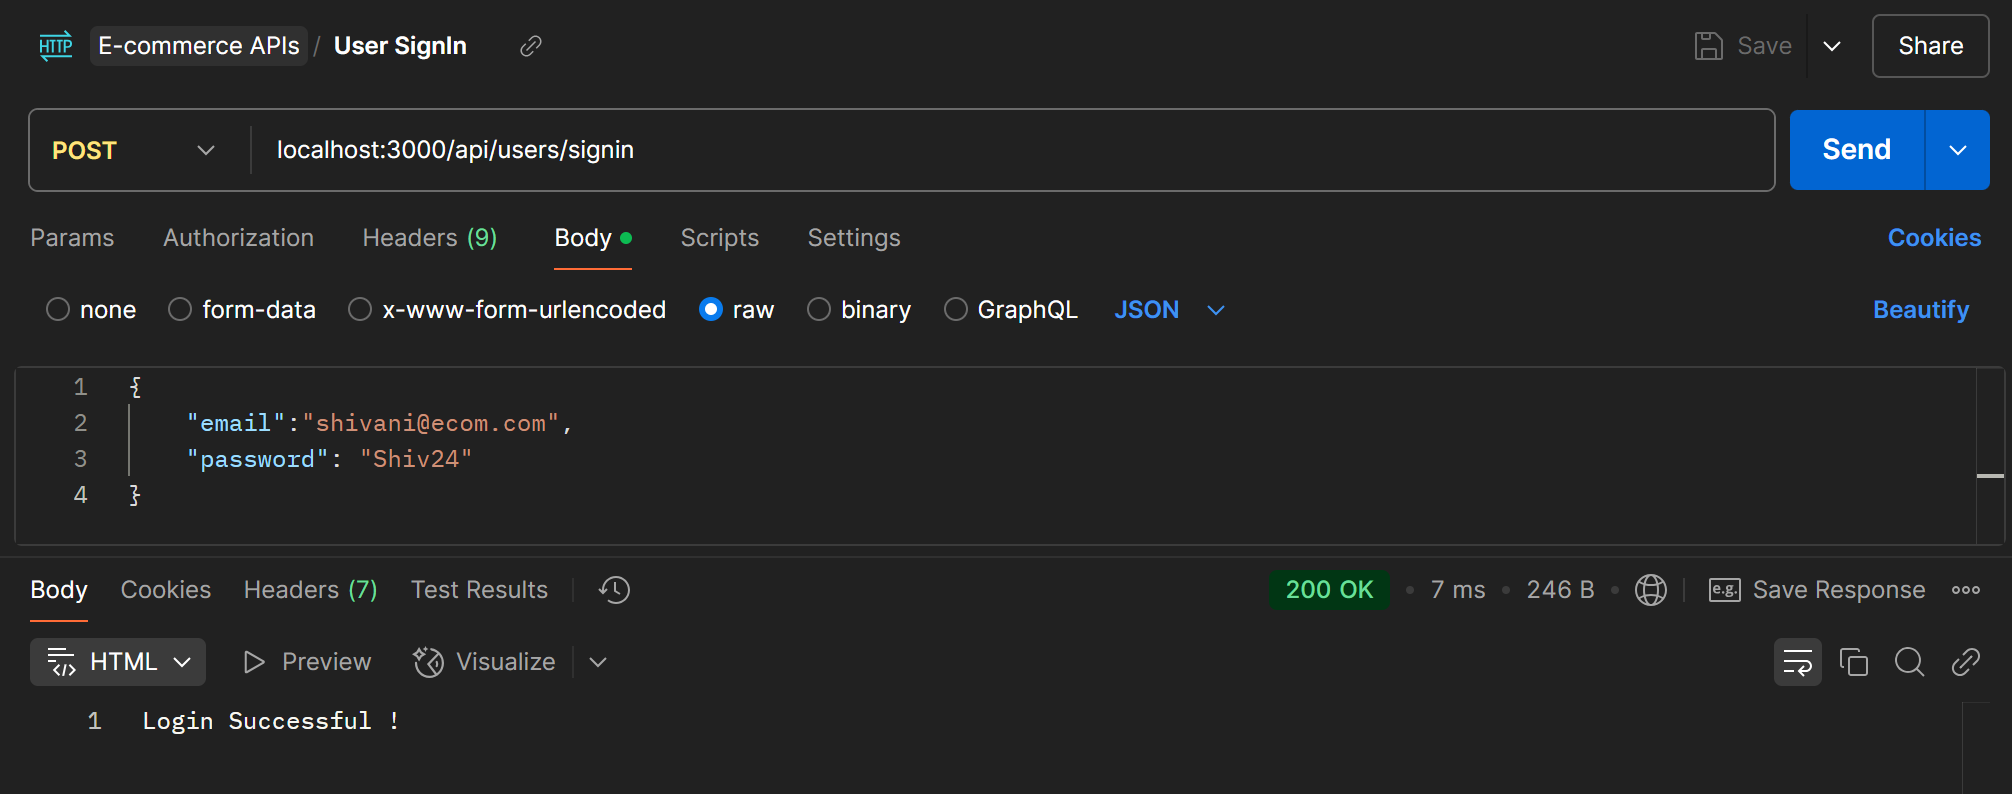 HTTP E-commerce APIs / User SignIn Save Share
POST localhost:3000/api/users/signin Send
Params Authorization Headers (9) Body Scripts Settings Cookies
none form-data x-www-form-urlencoded raw binary GraphQL JSON Beautify
1 {
2 "email":"shivani@ecom.com",
3 "password": "Shiv24"
4 }
Body Cookies Headers (7) Test Results 200 OK • 7 ms • 246 B • e.g. Save Response
HTML Preview Visualize
1 Login Successful !